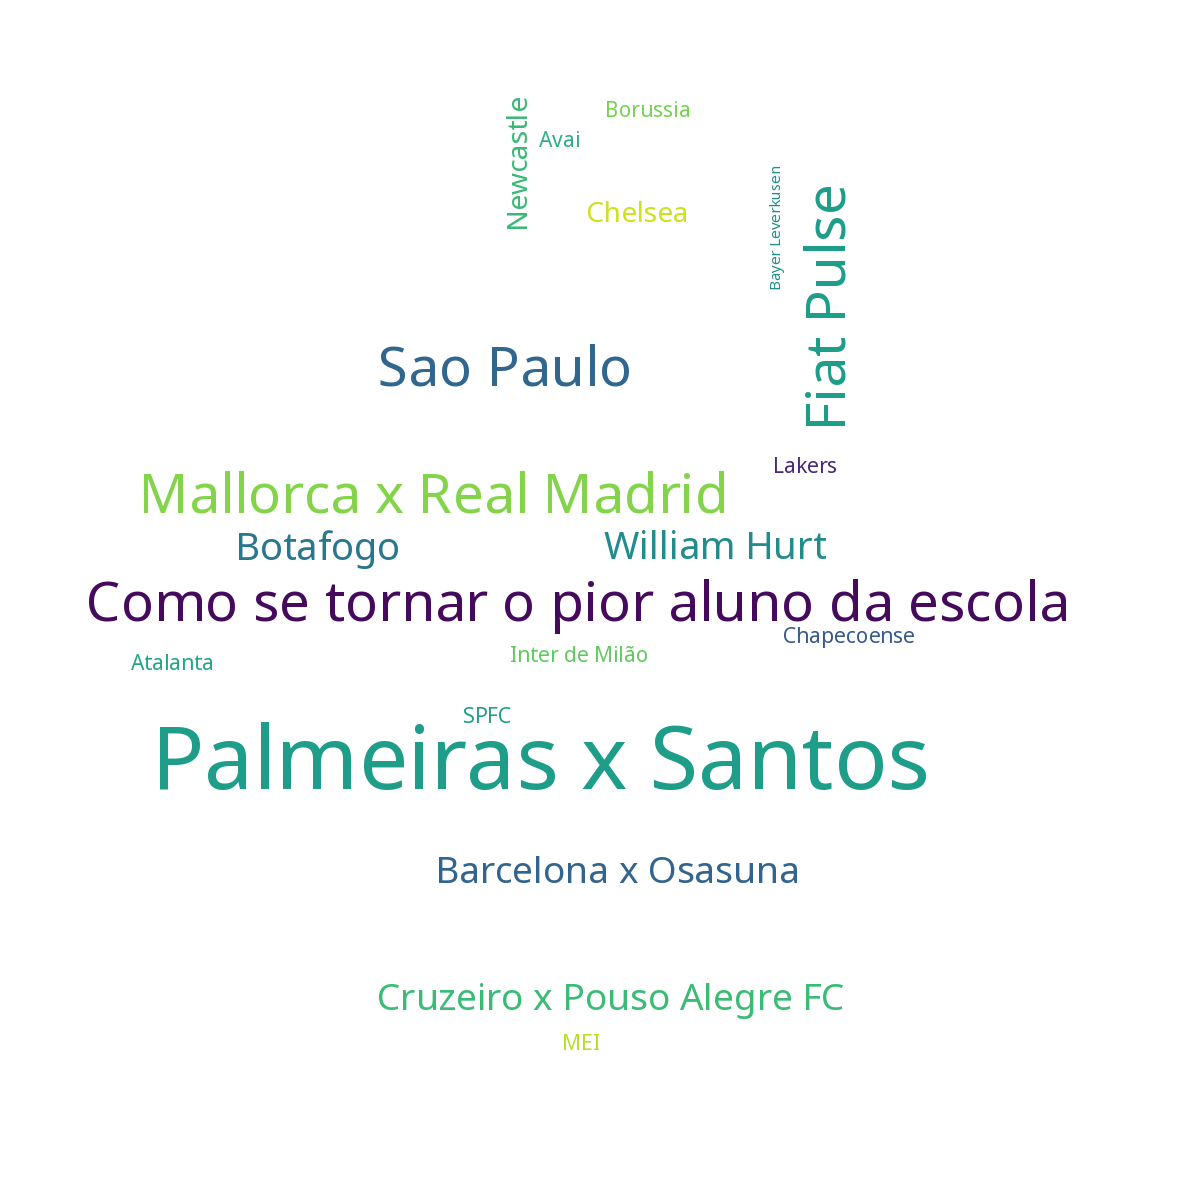 Newcastle
Borussia
Avai
Chelsea
Bayer Leverkusen
Fiat Pulse
Sao Paulo
Lakers
Mallorca x Real Madrid
Botafogo
William Hurt
Como se tornar o pior aluno da escola
Chapecoense
Atalanta
Inter de Milão
SPFC
Palmeiras x Santos
Barcelona x Osasuna
Cruzeiro x Pouso Alegre FC
MEI